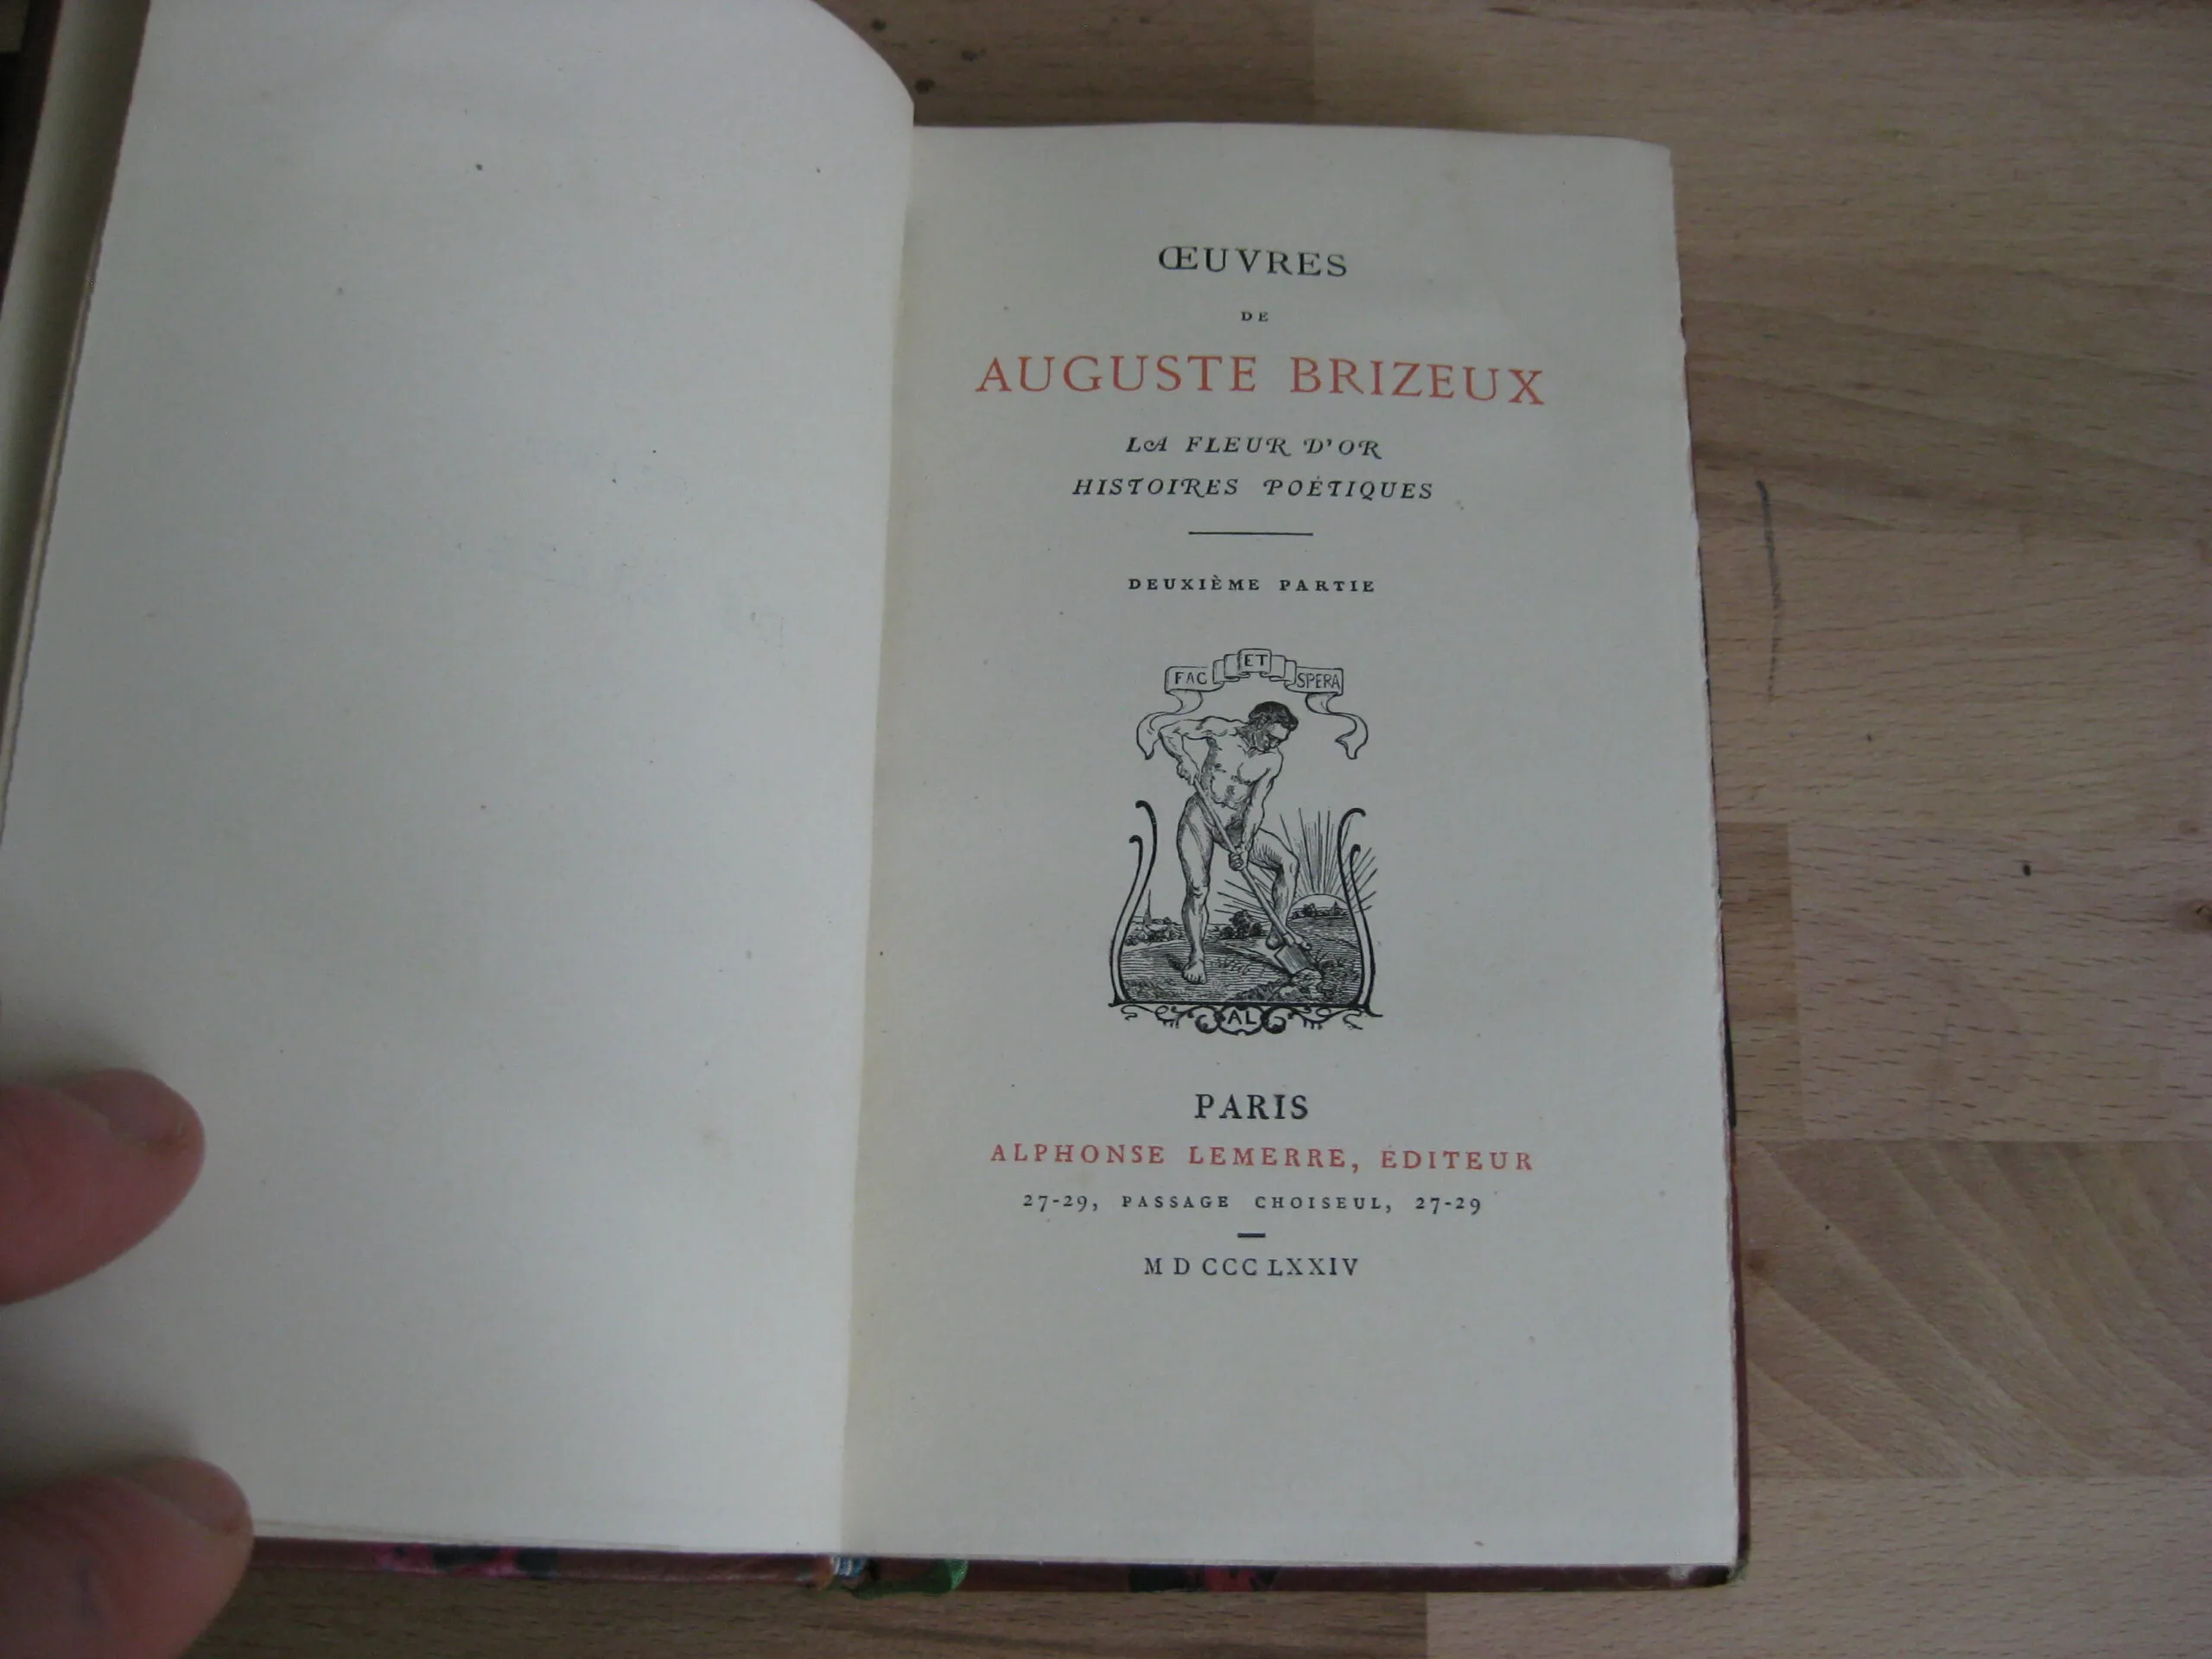 ŒUVRES
DE
AUGUSTE BRIZEUX
LA FLEUR D'OR
HISTOIRES POÉTIQUES
DEUXIÈME PARTIE
FAC ET SPERA
AL
PARIS
ALPHONSE LEMERRE, ÉDITEUR
27-29, PASSAGE CHOISEUL, 27-29
M D CCC LXXIV